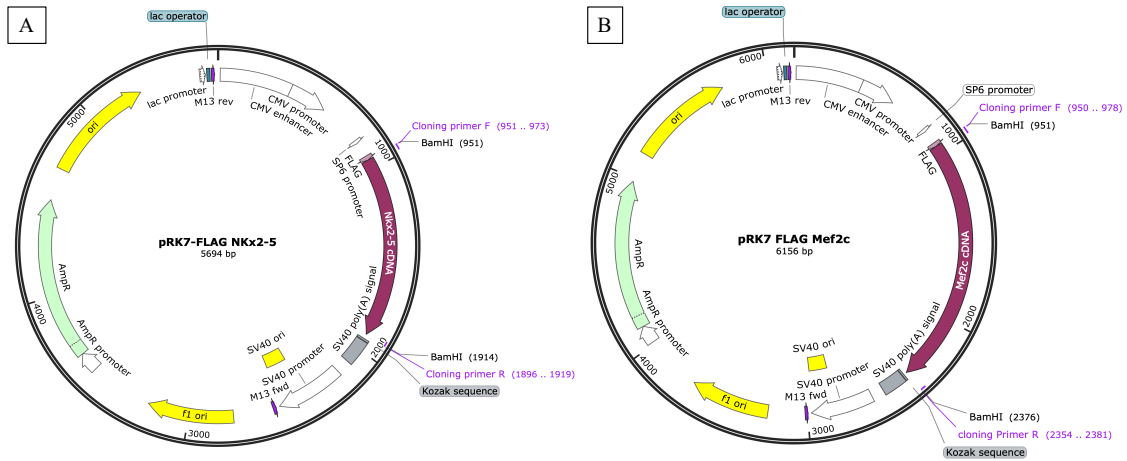 A
lac operator
lac promoter
M13 rev
CMV enhancer
CMV promoter
Cloning primer F (951 .. 973)
BamHI (951)
1000
FLAG
SP6 promoter
Nkx2-5 cDNA
pRK7-FLAG NKx2-5
5694 bp
SV40 poly(A) signal
2000
BamHI (1914)
Cloning primer R (1896 .. 1919)
Kozak sequence
SV40 ori
SV40 promoter
M13 fwd
3000
f1 ori
AmpR promoter
AmpR
4000
ori
5000
B
lac operator
6000
lac promoter
M13 rev
CMV enhancer
CMV promoter
SP6 promoter
Cloning primer F (950 .. 978)
BamHI (951)
1000
FLAG
Mef2c cDNA
pRK7 FLAG Mef2c
6156 bp
2000
SV40 poly(A) signal
BamHI (2376)
cloning Primer R (2354 .. 2381)
Kozak sequence
SV40 ori
SV40 promoter
M13 fwd
3000
f1 ori
AmpR promoter
AmpR
4000
5000
ori